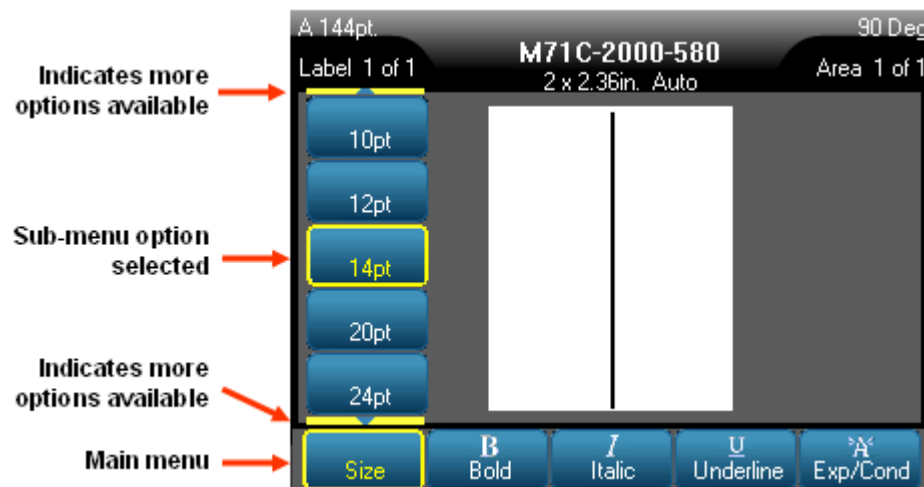 A 144pt.
90 Deg
M71C-2000-580
Label 1 of 1
Area 1 of 1
2 x 2.36in. Auto
Indicates more
options available
10pt
12pt
Sub-menu option
selected
14pt
20pt
Indicates more
options available
24pt
Main menu
Size
B
Bold
I
Italic
U
Underline
A
Exp/Cond